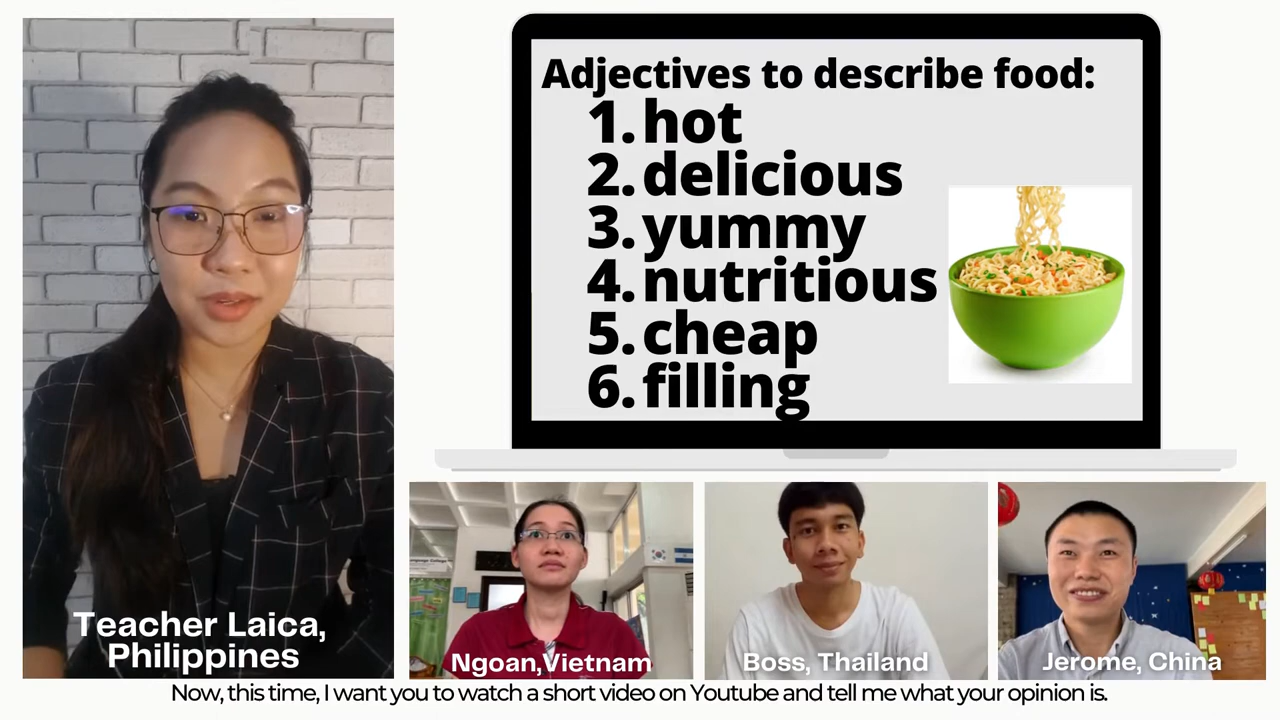 Adjectives to describe food:
1. hot
2. delicious
3. yummy
4. nutritious
5. cheap
6. filling
Teacher Laica,
Philippines
Ngoan,Vietnam
Boss, Thailand
Jerome, China
Now, this time, I want you to watch a short video on Youtube and tell me what your opinion is.